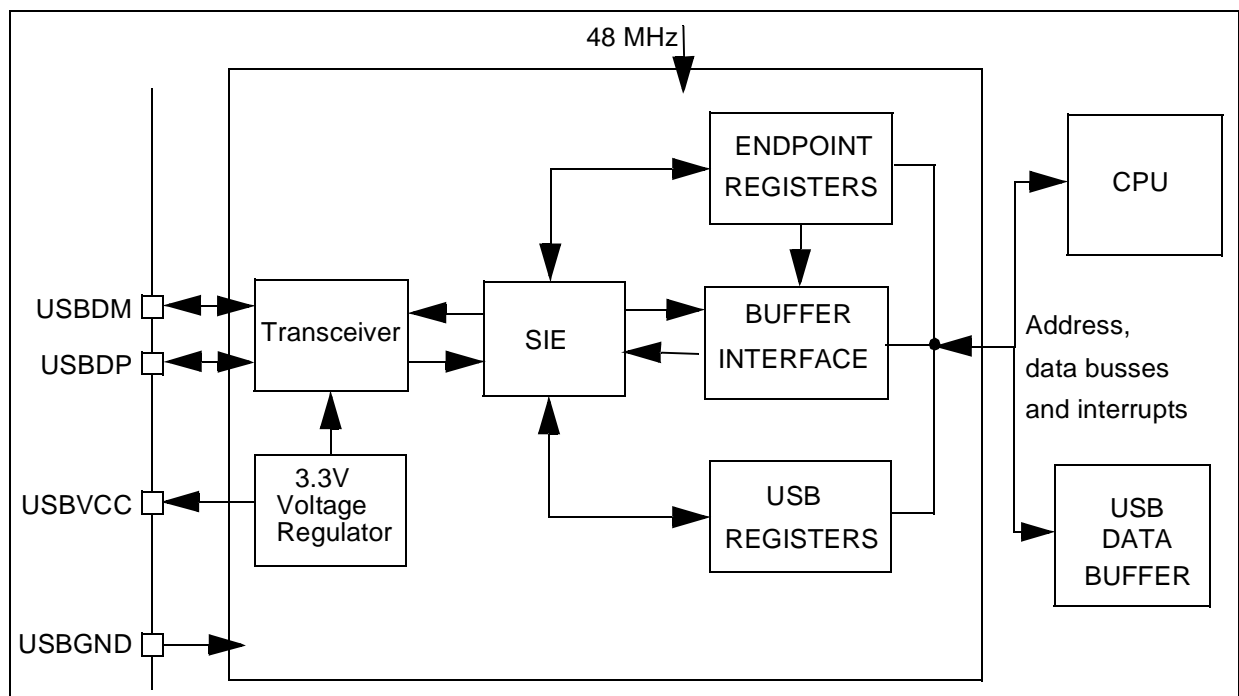 48 MHz
ENDPOINT
REGISTERS
CPU
USBDM
Transceiver
SIE
BUFFER
INTERFACE
Address,
data busses
and interrupts
USBDP
3.3V
Voltage
Regulator
USBVCC
USB
REGISTERS
USB
DATA
BUFFER
USBGND